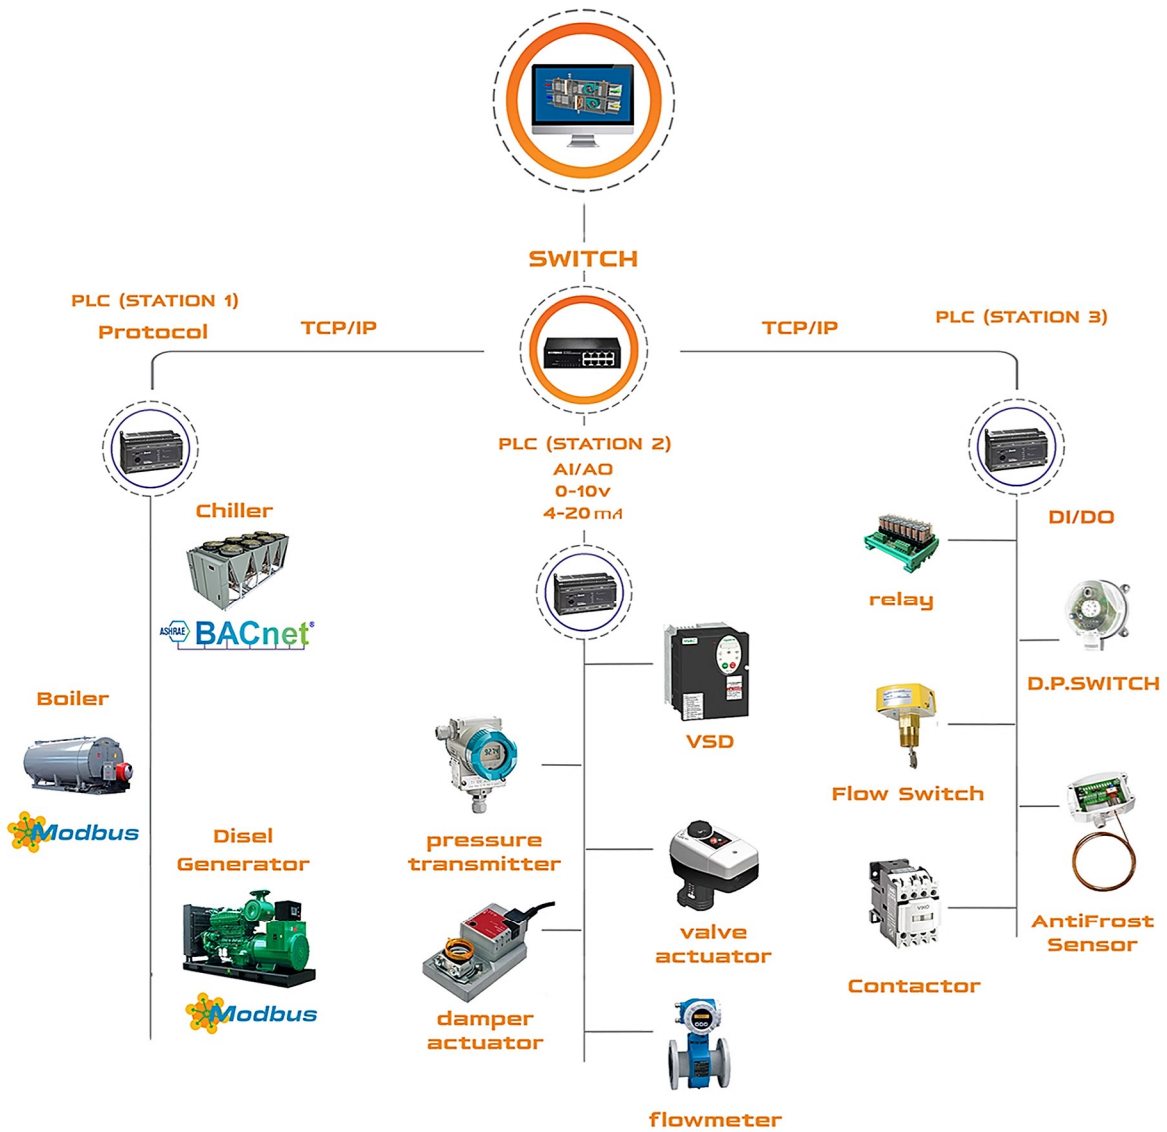 SWITCH
PLC (STATION 1)
Protocol
TCP/IP
TCP/IP
PLC (STATION 3)
PLC (STATION 2)
AI/AO
0-10v
4-20 mA
Chiller
ASHRAE BACnet®
Boiler
Modbus
Disel
Generator
Modbus
VSD
9274
pressure
transmitter
valve
actuator
damper
actuator
flowmeter
DI/DO
relay
D.P.SWITCH
Flow Switch
AntiFrost
Sensor
Contactor